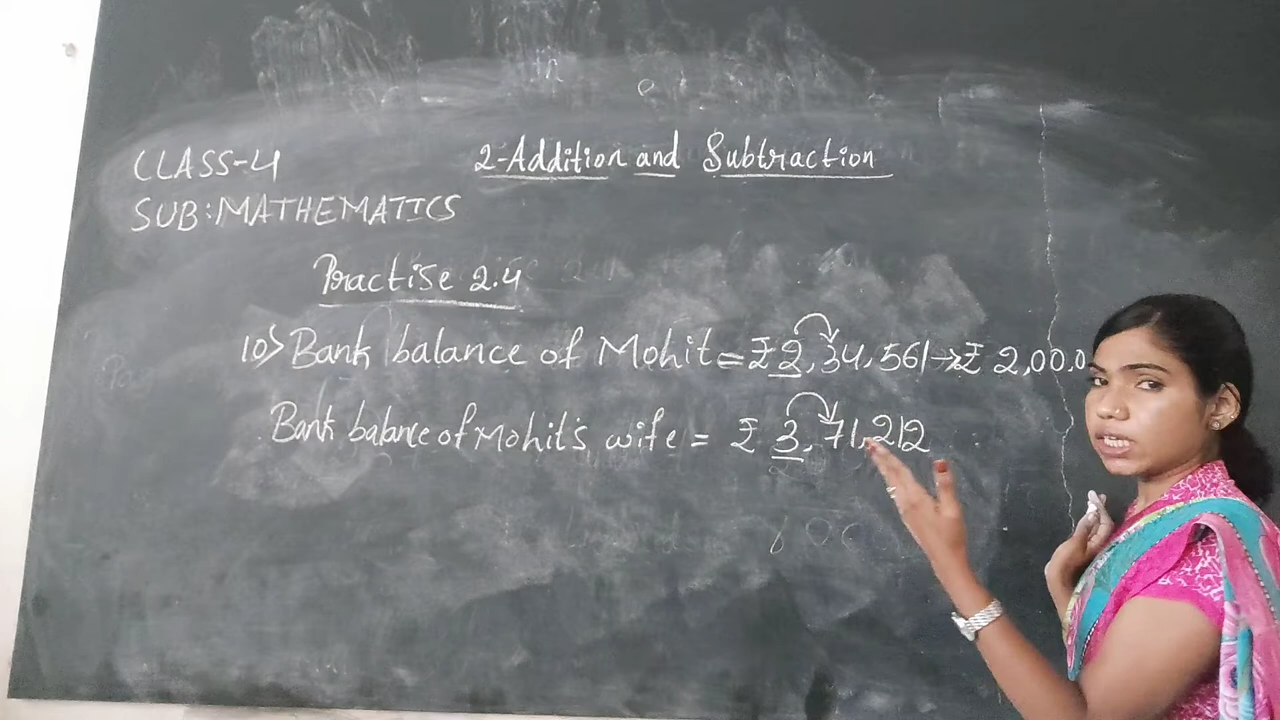 CLASS-4
2-Addition and Subtraction
SUB:MATHEMATICS
Practise 2.4
10> Bank balance of Mohit = ₹ 2,34,561 → ₹ 2,00,0
Bank balance of Mohit's wife = ₹ 3,71,212